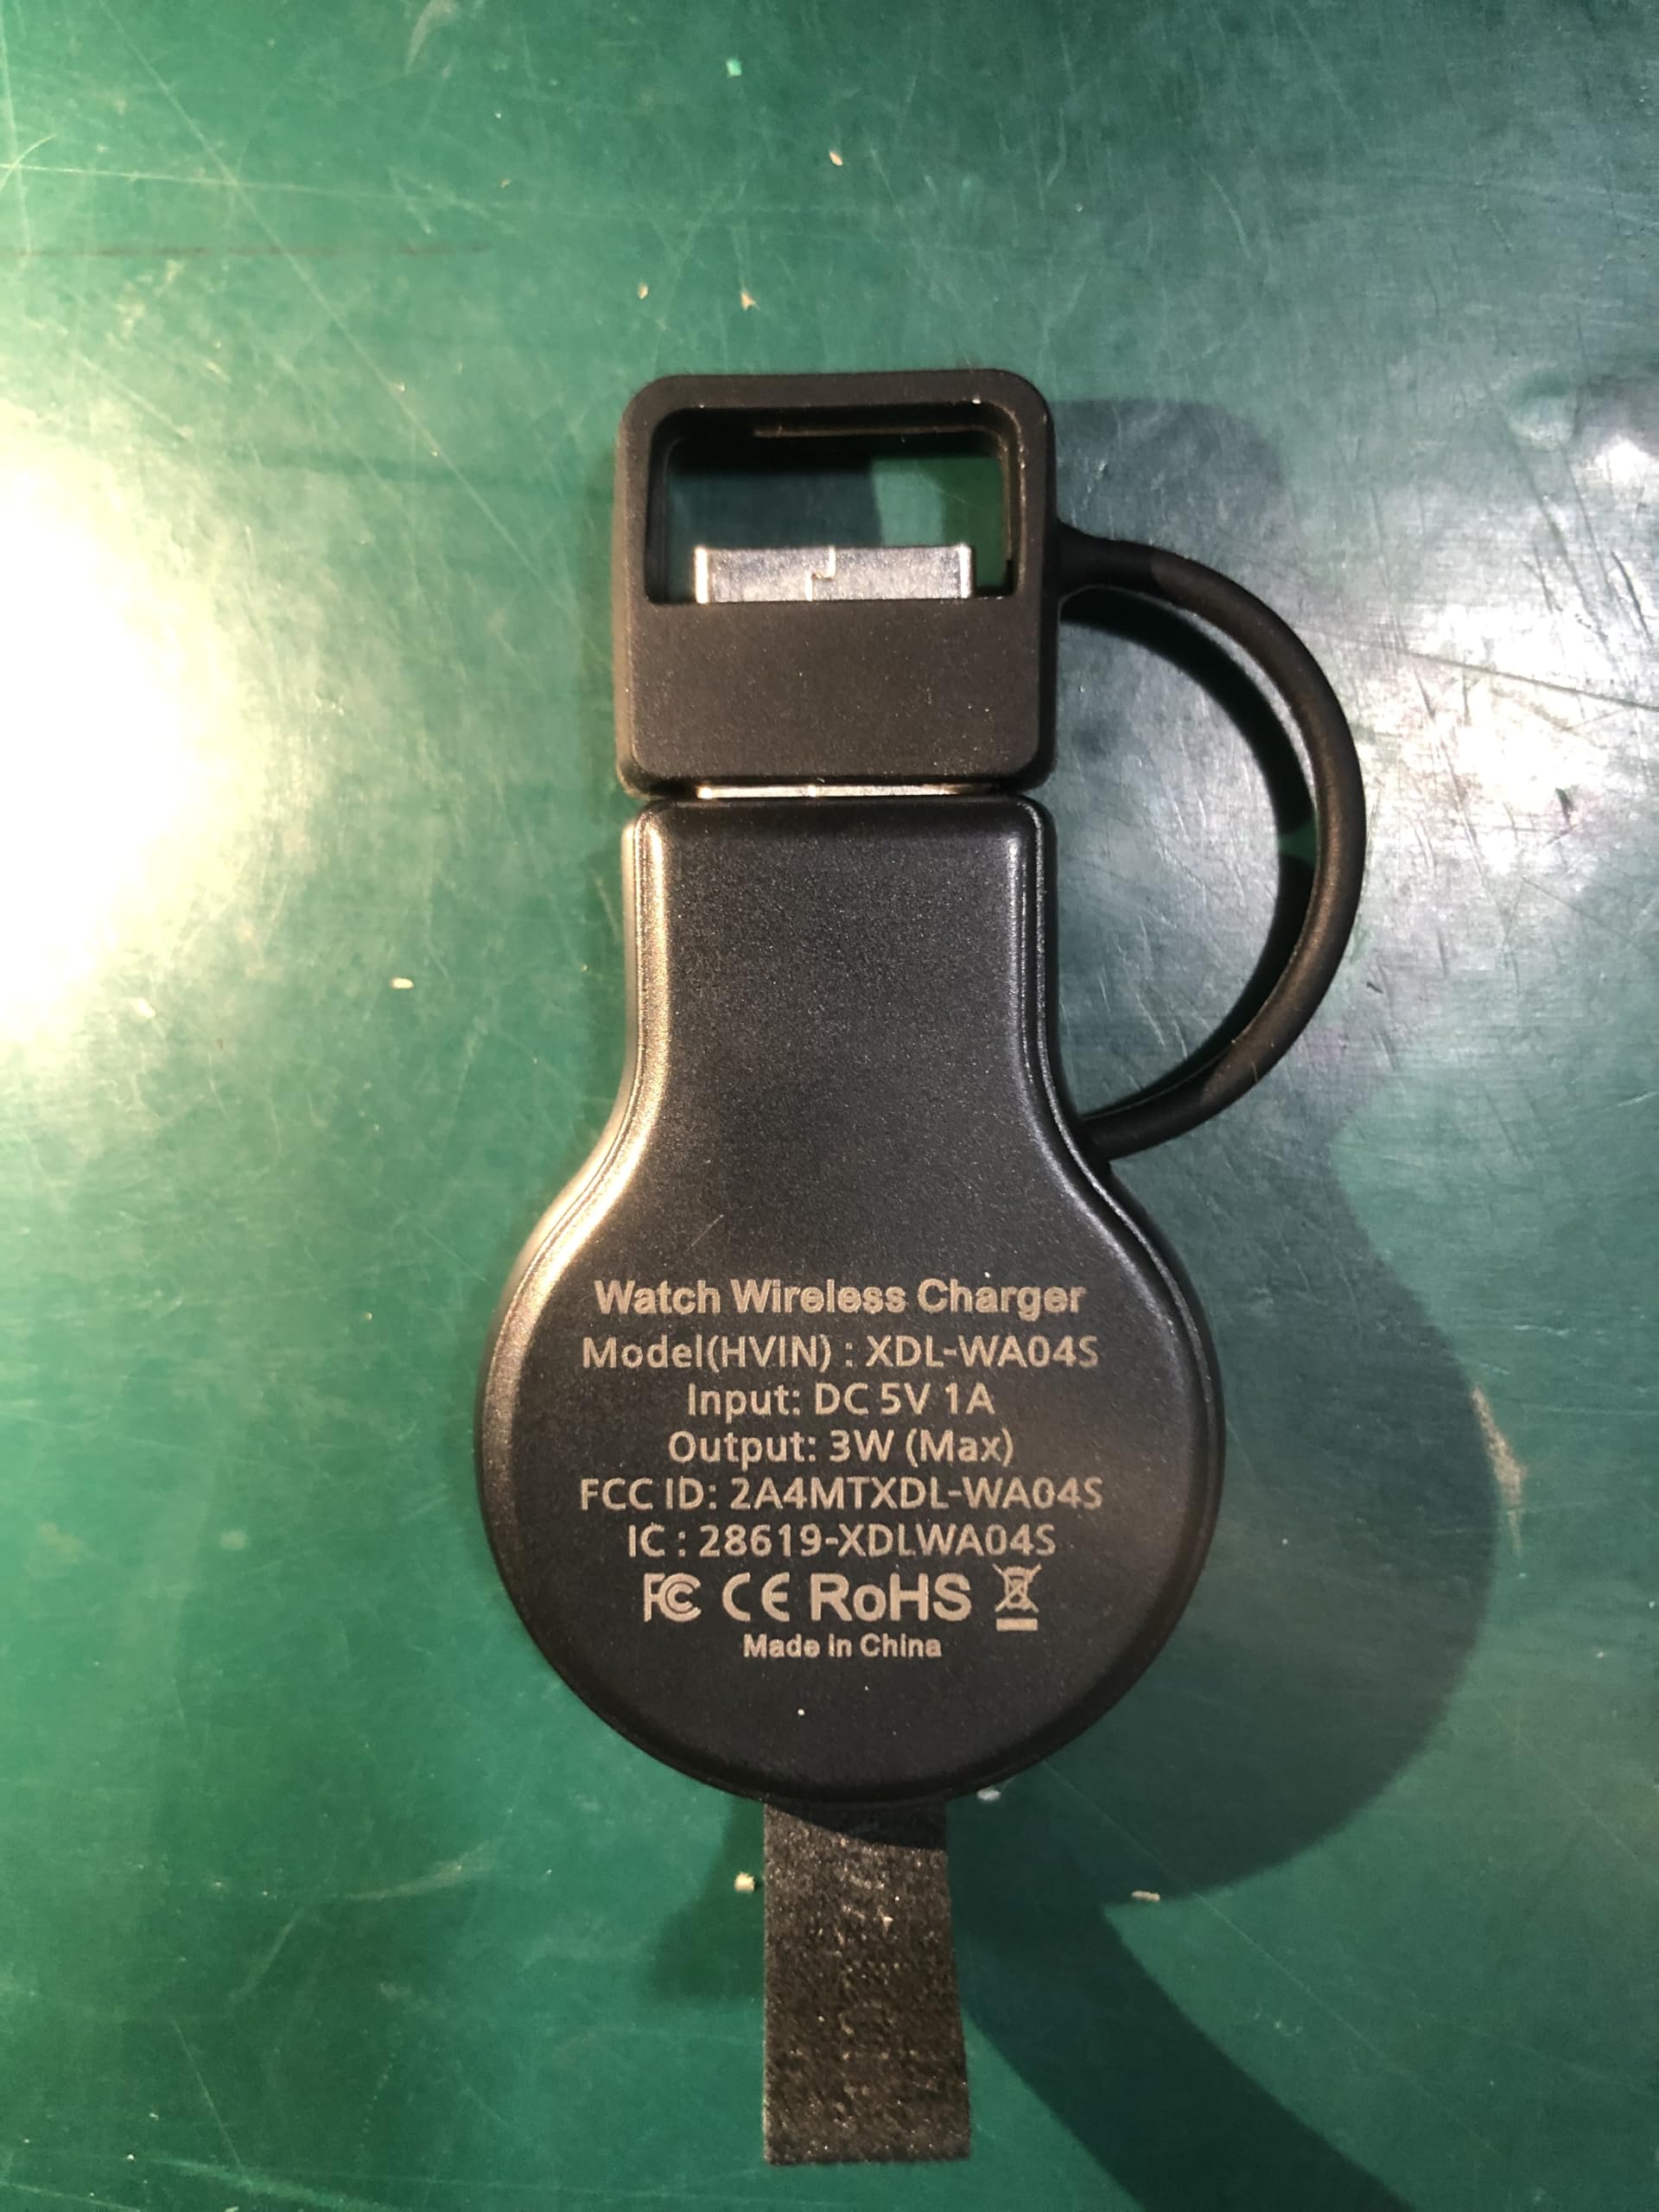 Watch Wireless Charger
Model(HVIN) : XDL-WA04S
Input: DC 5V 1A
Output: 3W (Max)
FCC ID: 2A4MTXDL-WA04S
IC : 28619-XDLWA04S
FC CE RoHS
Made in China